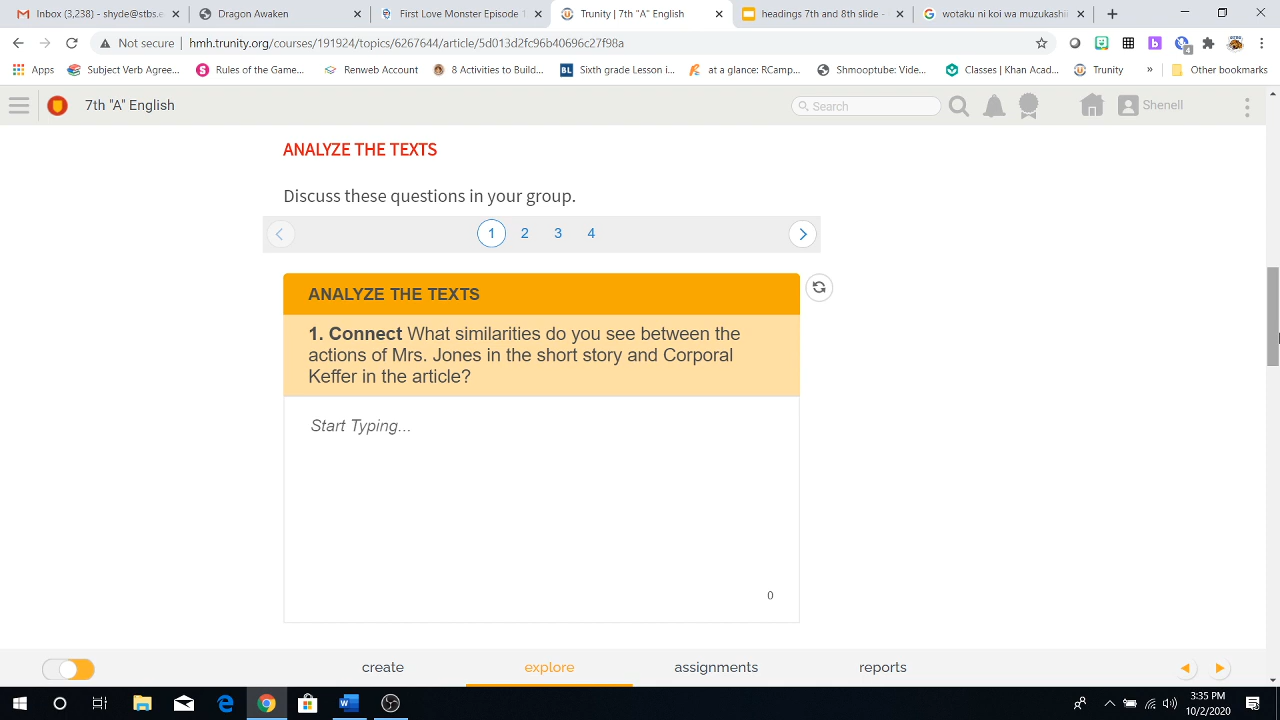 Inbox (3,238) - shyde@stbs.e
Dragon Awaken
First Love Monster Episode 1
Trunity | 7th "A" English
headings 7th and 8th slide -
wotaku ni koi wa muzukashii
Not secure | hmh.trunity.org/courses/191924/topics/6267644/article/5d013d2fc96b40696c27f98a
4
Apps
Subject Verb Agree...
Rules of the Game...
Renweb Account
8 Activities to Build...
BL Sixth grade Lesson i...
at a glance: RCamp...
Shmooptube: Vide...
Classes | Khan Acad...
Trunity
»
Other bookmarks
7th "A" English
Search
Shenell
ANALYZE THE TEXTS
Discuss these questions in your group.
1 2 3 4
ANALYZE THE TEXTS
1. Connect What similarities do you see between the
actions of Mrs. Jones in the short story and Corporal
Keffer in the article?
Start Typing...
0
create
explore
assignments
reports
3:35 PM
10/2/2020